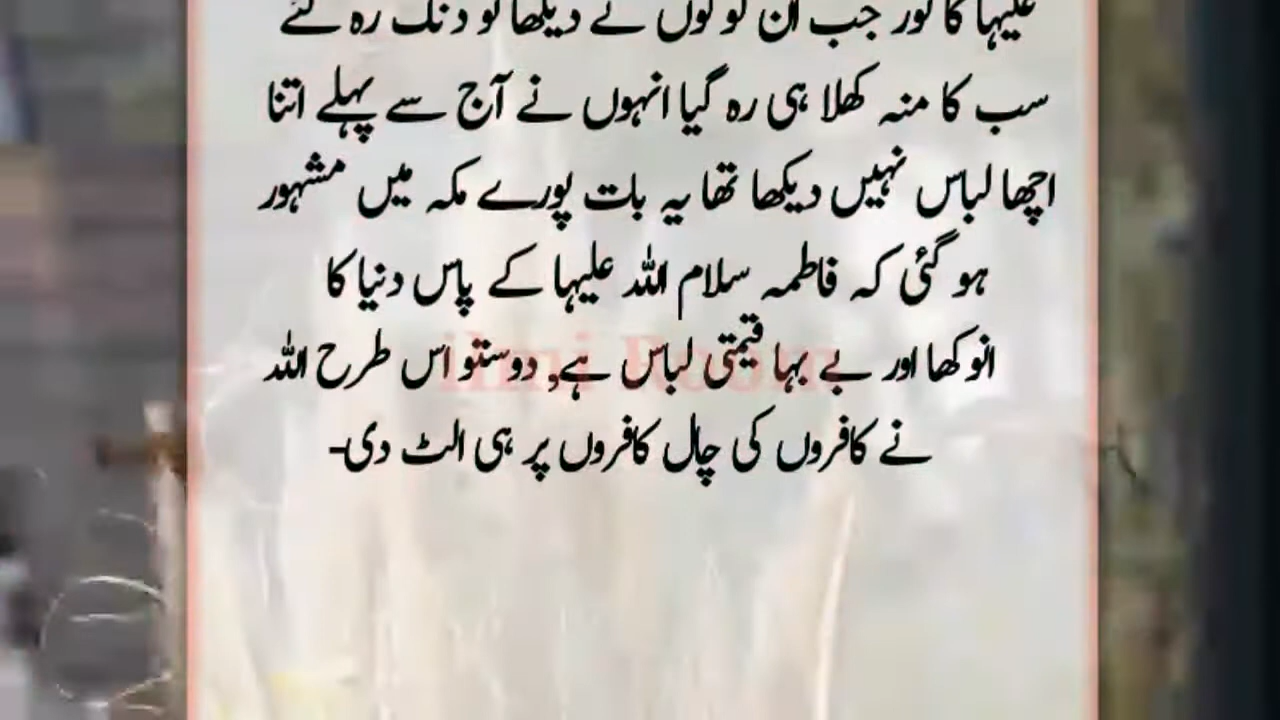 علیہا کا نور جب ان لوگوں نے دیکھا تو دنگ رہ گئے
سب کا منہ کھلا ہی رہ گیا انہوں نے آج سے پہلے اتنا
اچھا لباس نہیں دیکھا تھا یہ بات پورے مکہ میں مشہور
ہو گئی کہ فاطمہ سلام اللہ علیہا کے پاس دنیا کا
انوکھا اور بے بہا قیمتی لباس ہے, دوستو اس طرح اللہ
نے کافروں کی چال کافروں پر ہی الٹ دی-